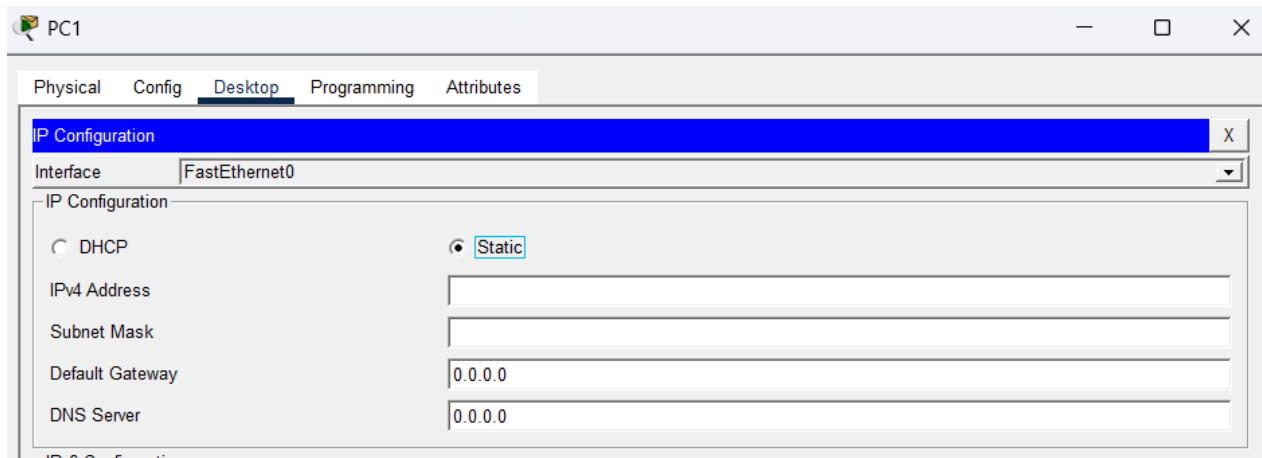 PC1
Physical Config Desktop Programming Attributes
IP Configuration X
Interface FastEthernet0
IP Configuration
DHCP Static
IPv4 Address
Subnet Mask
Default Gateway 0.0.0.0
DNS Server 0.0.0.0